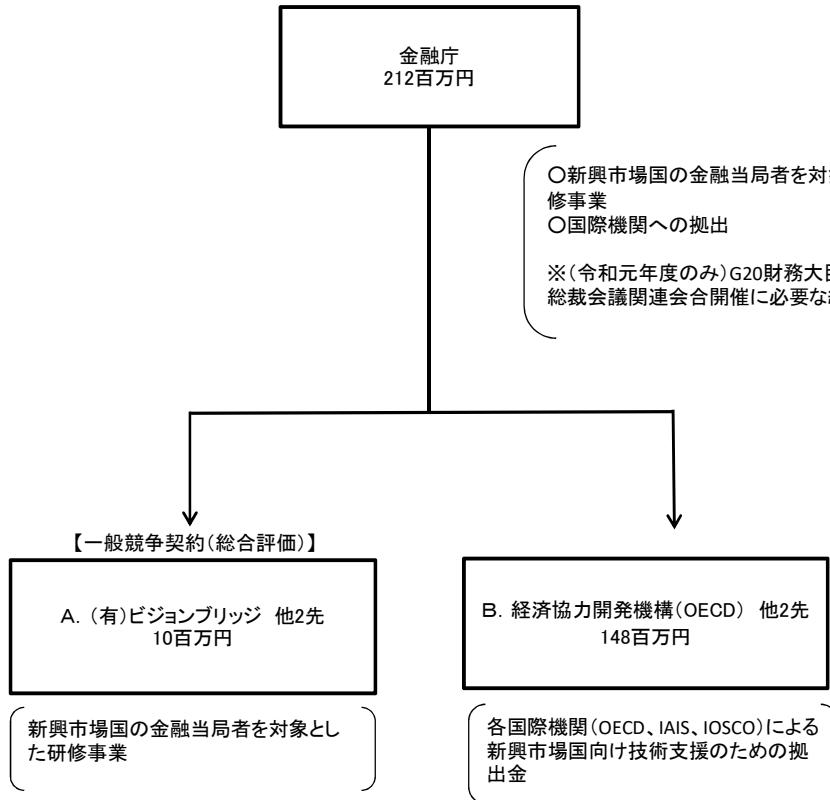 金融庁
212百万円
〇新興市場国の金融当局者を対
修事業
〇国際機関への拠出
※(令和元年度のみ)G20財務大
総裁会議関連会合開催に必要な
【一般競争契約(総合評価)】
A. (有)ビジョンブリッジ 他2先
10百万円
B. 経済協力開発機構(OECD) 他2先
148百万円
新興市場国の金融当局者を対象とし
た研修事業
各国際機関(OECD、IAIS、IOSCO)による
新興市場国向け技術支援のための拠
出金